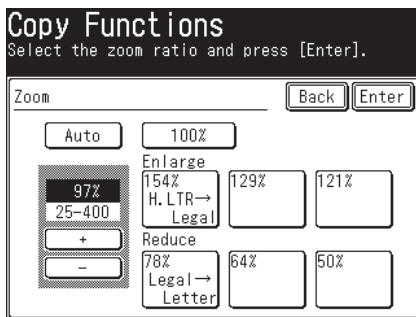 Copy Functions
Select the zoom ratio and press [Enter].
Zoom
Back
Enter
Auto
100%
97%
25-400
+
-
Enlarge
154%
H.LTR→
Legal
129%
121%
Reduce
78%
Legal→
Letter
64%
50%